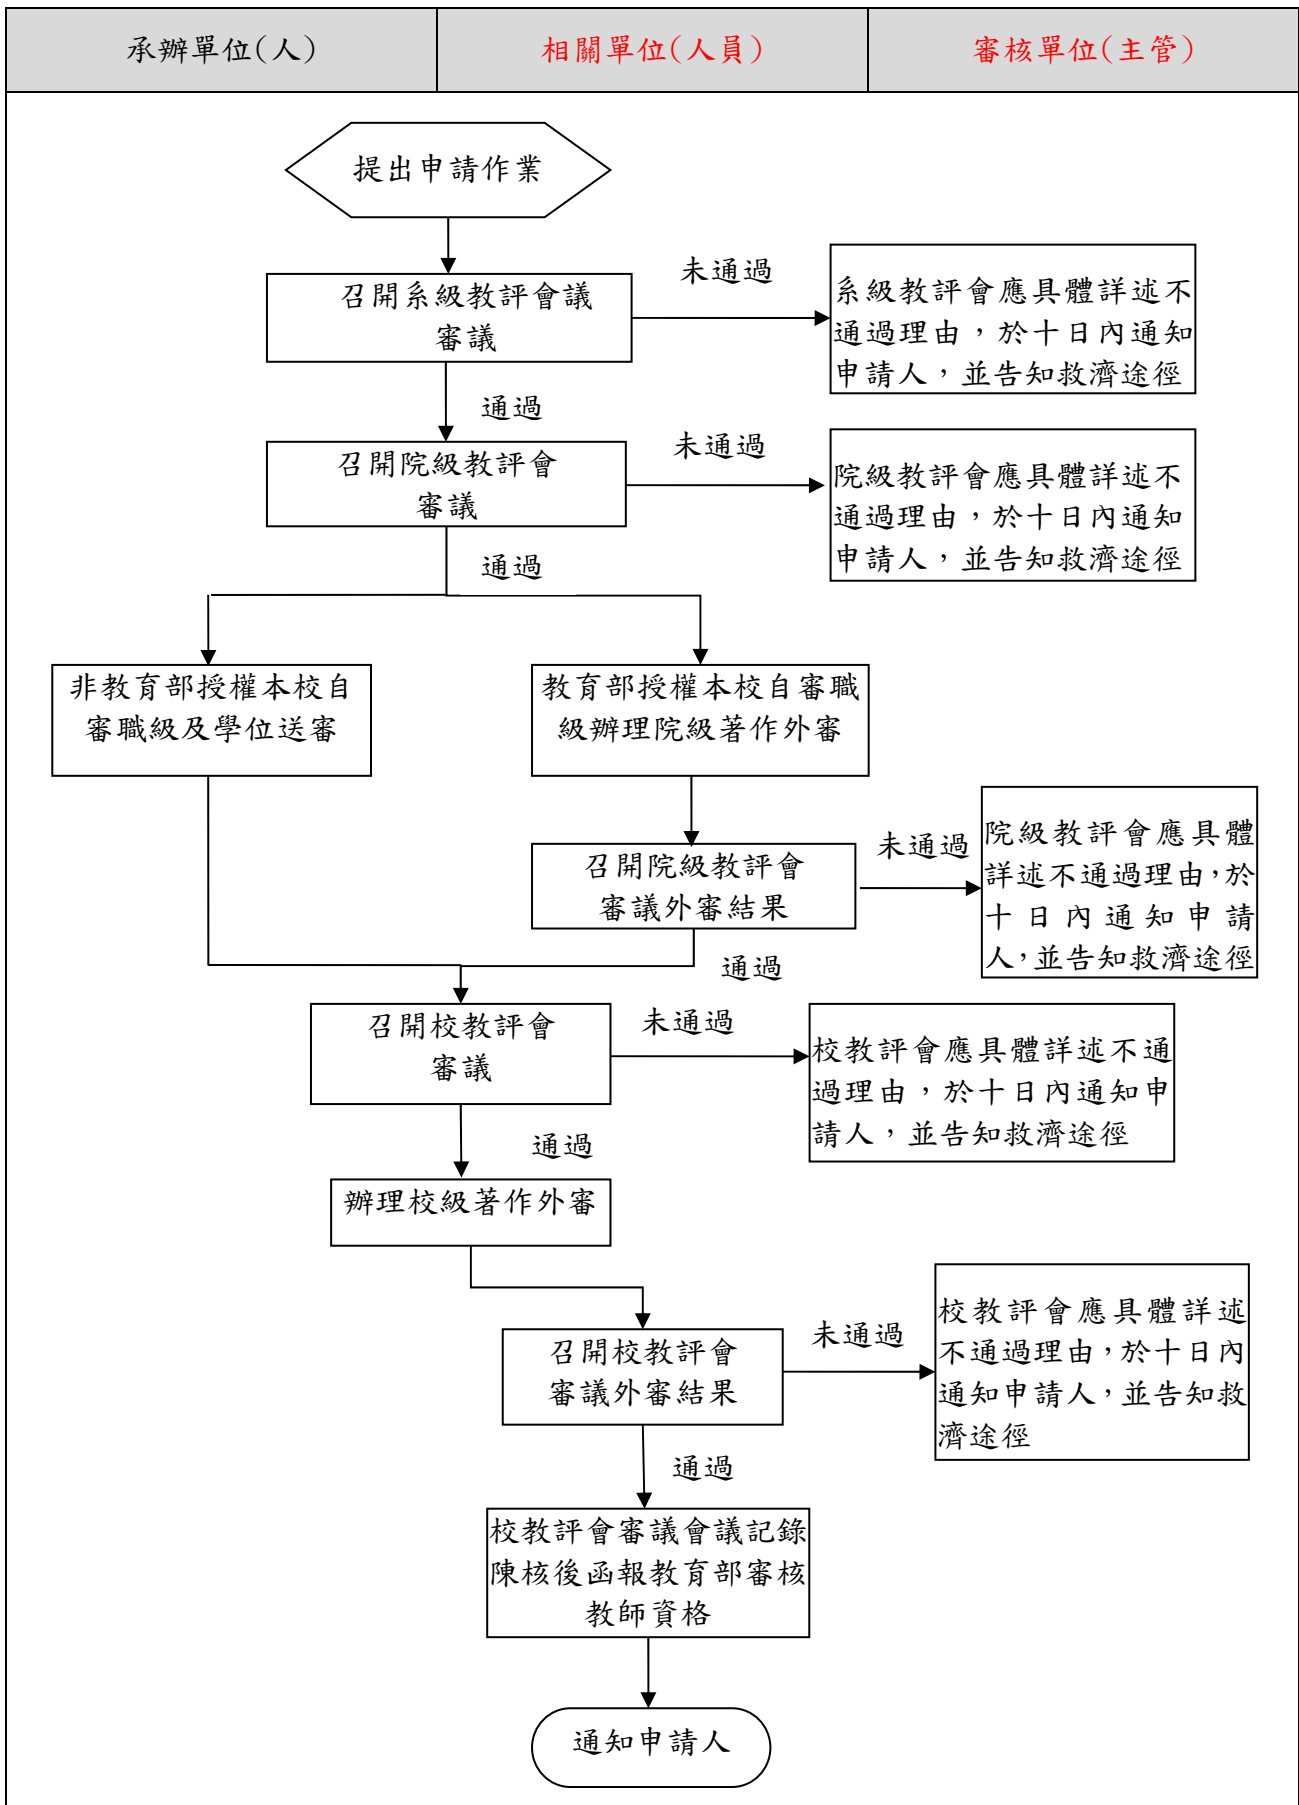 承辦單位(人)
相關單位(人員)
審核單位(主管)
提出申請作業
召開系級教評會議
審議
未通過
系級教評會應具體詳述不
通過理由，於十日內通知
申請人，並告知救濟途徑
通過
召開院級教評會
審議
未通過
院級教評會應具體詳述不
通過理由，於十日內通知
申請人，並告知救濟途徑
通過
非教育部授權本校自
審職級及學位送審
教育部授權本校自審職
級辦理院級著作外審
召開院級教評會
審議外審結果
未通過
院級教評會應具體
詳述不通過理由，於
十日內通知申請
人，並告知救濟途徑
通過
召開校教評會
審議
未通過
校教評會應具體詳述不通
過理由，於十日內通知申
請人，並告知救濟途徑
通過
辦理校級著作外審
召開校教評會
審議外審結果
未通過
校教評會應具體詳述
不通過理由，於十日內
通知申請人，並告知救
濟途徑
通過
校教評會審議會議記錄
陳核後函報教育部審核
教師資格
通知申請人